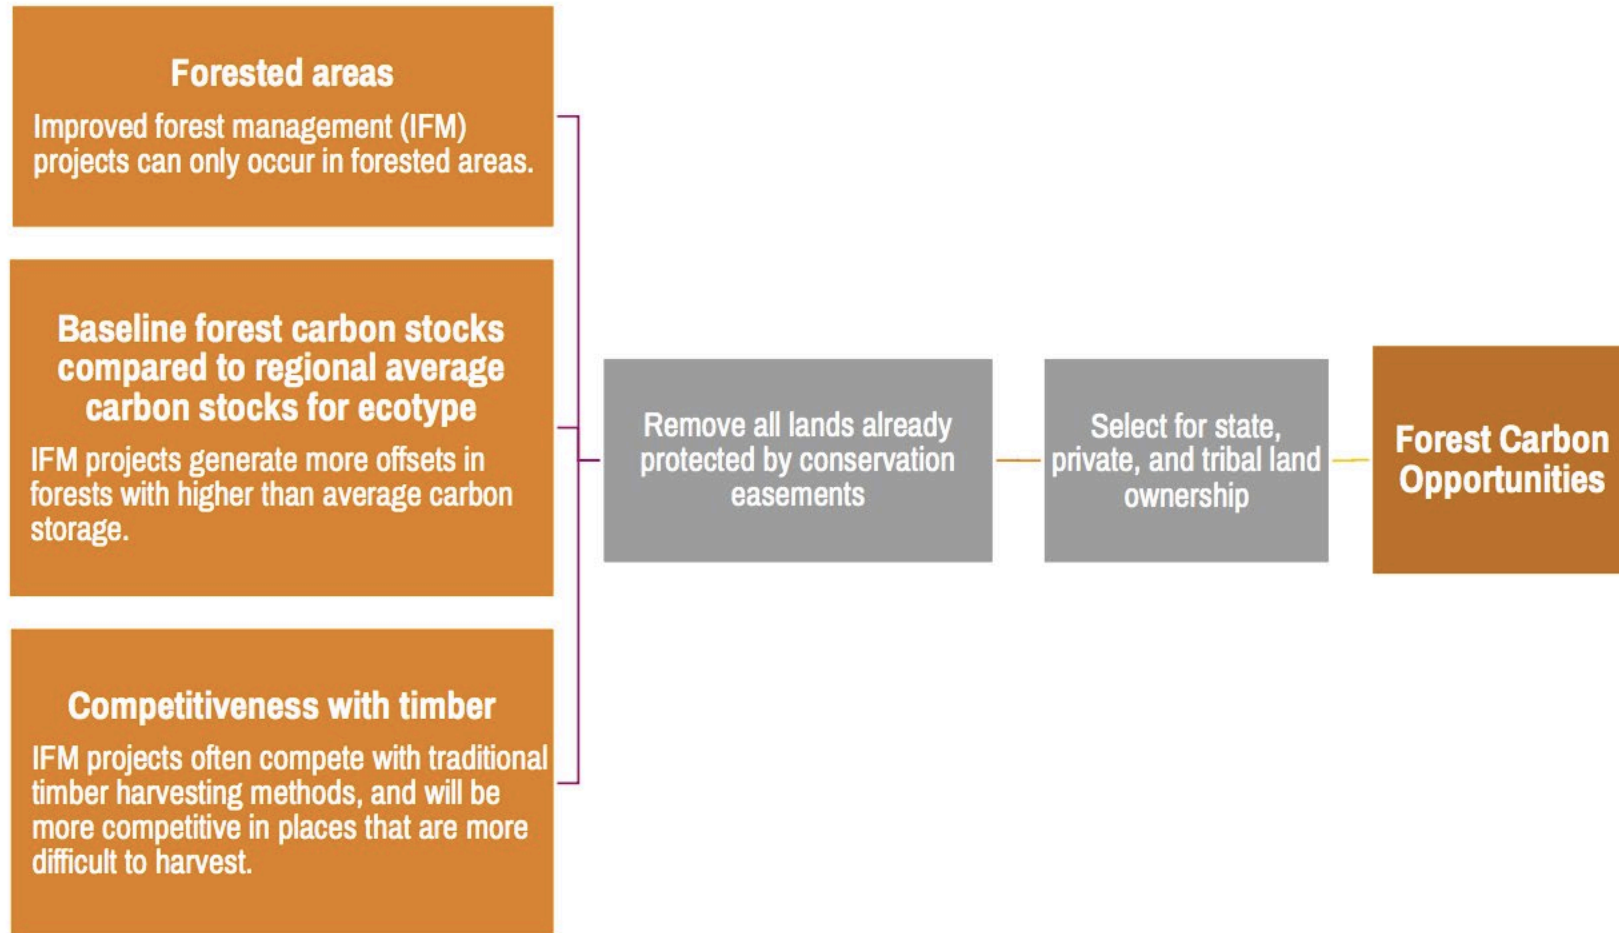 Forested areas
Improved forest management (IFM)
projects can only occur in forested areas.
Baseline forest carbon stocks
compared to regional average
carbon stocks for ecotype
IFM projects generate more offsets in
forests with higher than average carbon
storage.
Competitiveness with timber
IFM projects often compete with traditional
timber harvesting methods, and will be
more competitive in places that are more
difficult to harvest.
Remove all lands already
protected by conservation
easements
Select for state,
private, and tribal land
ownership
Forest Carbon
Opportunities